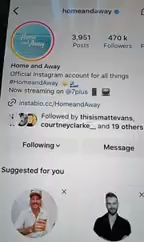 homeandaway
home and away
3,951
470 k
Posts
Followers
F
Home and Away
Official Instagram account for all things
#HomeandAway
Now streaming on @7plus
instabio.cc/HomeandAway
Followed by thisismattevans,
courtneyclarke__ and 19 others
Following
Message
Suggested for you